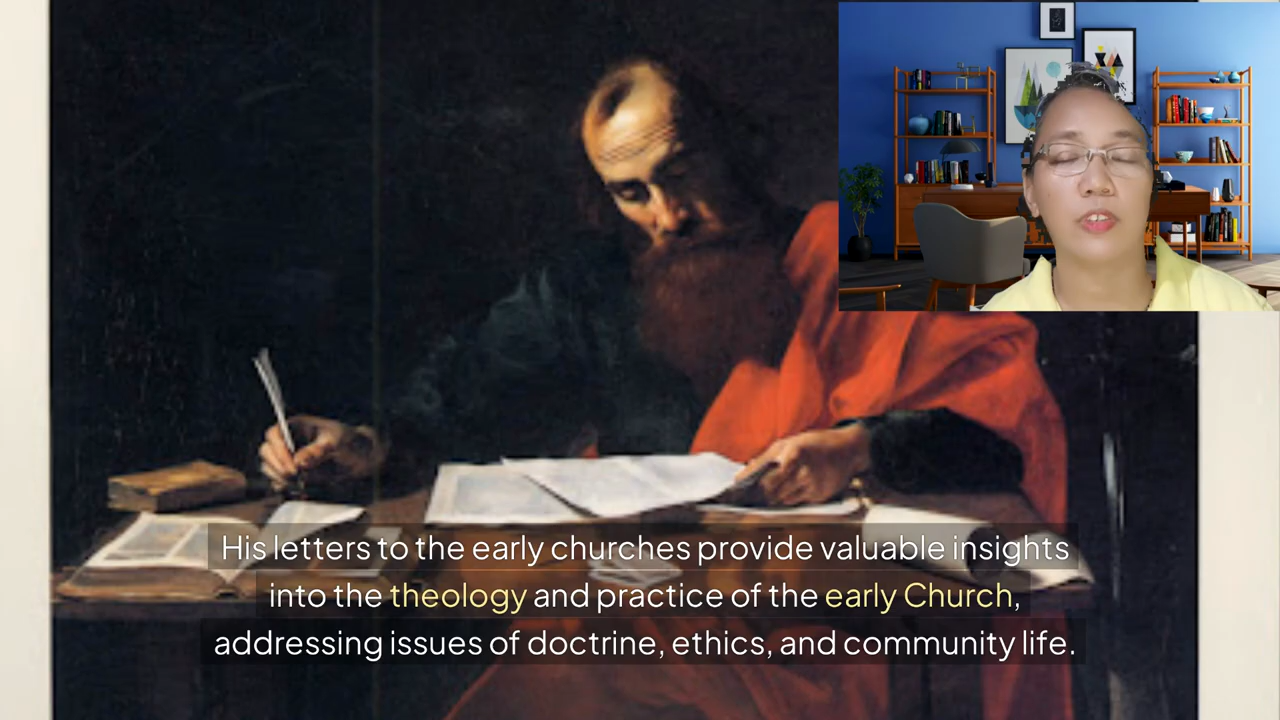 His letters to the early churches provide valuable insights
into the theology and practice of the early Church,
addressing issues of doctrine, ethics, and community life.